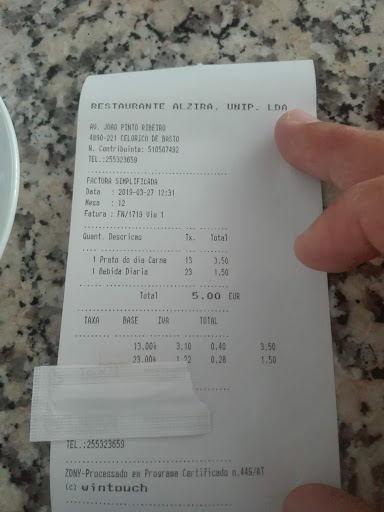 RESTAURANTE ALZIRA, UNIP. LDA
AV. JOAO PINTO RIBEIRO
4890-221 CELORICO DE BASTO
N. Contribuinte: 510507492
TEL.:255323659
FACTURA SIMPLIFICADA
Data : 2019-03-27 12:31
Mesa : 12
Fatura : FN/1719 Via 1
Quant. Descricao Tx. Total
1 Prato do dia Carne 13 3.50
1 Bebida Diaria 23 1.50
Total 5.00 EUR
TAXA BASE IVA TOTAL
13.00% 3.10 0.40 3.50
23.00% 1.22 0.28 1.50
TEL.:255323659
ZDNY-Processado em Programa Certificado n.449/AT
(c) wintouch